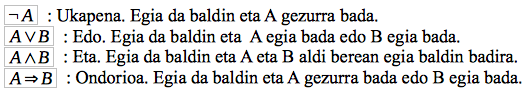 ¬A : Ukapena. Egia da baldin eta A gezurra bada.
A∨B : Edo. Egia da baldin eta A egia bada edo B egia bada.
A∧B : Eta. Egia da baldin eta A eta B aldi berean egia baldin badira.
A⇒B : Ondorioa. Egia da baldin eta A gezurra bada edo B egia bada.